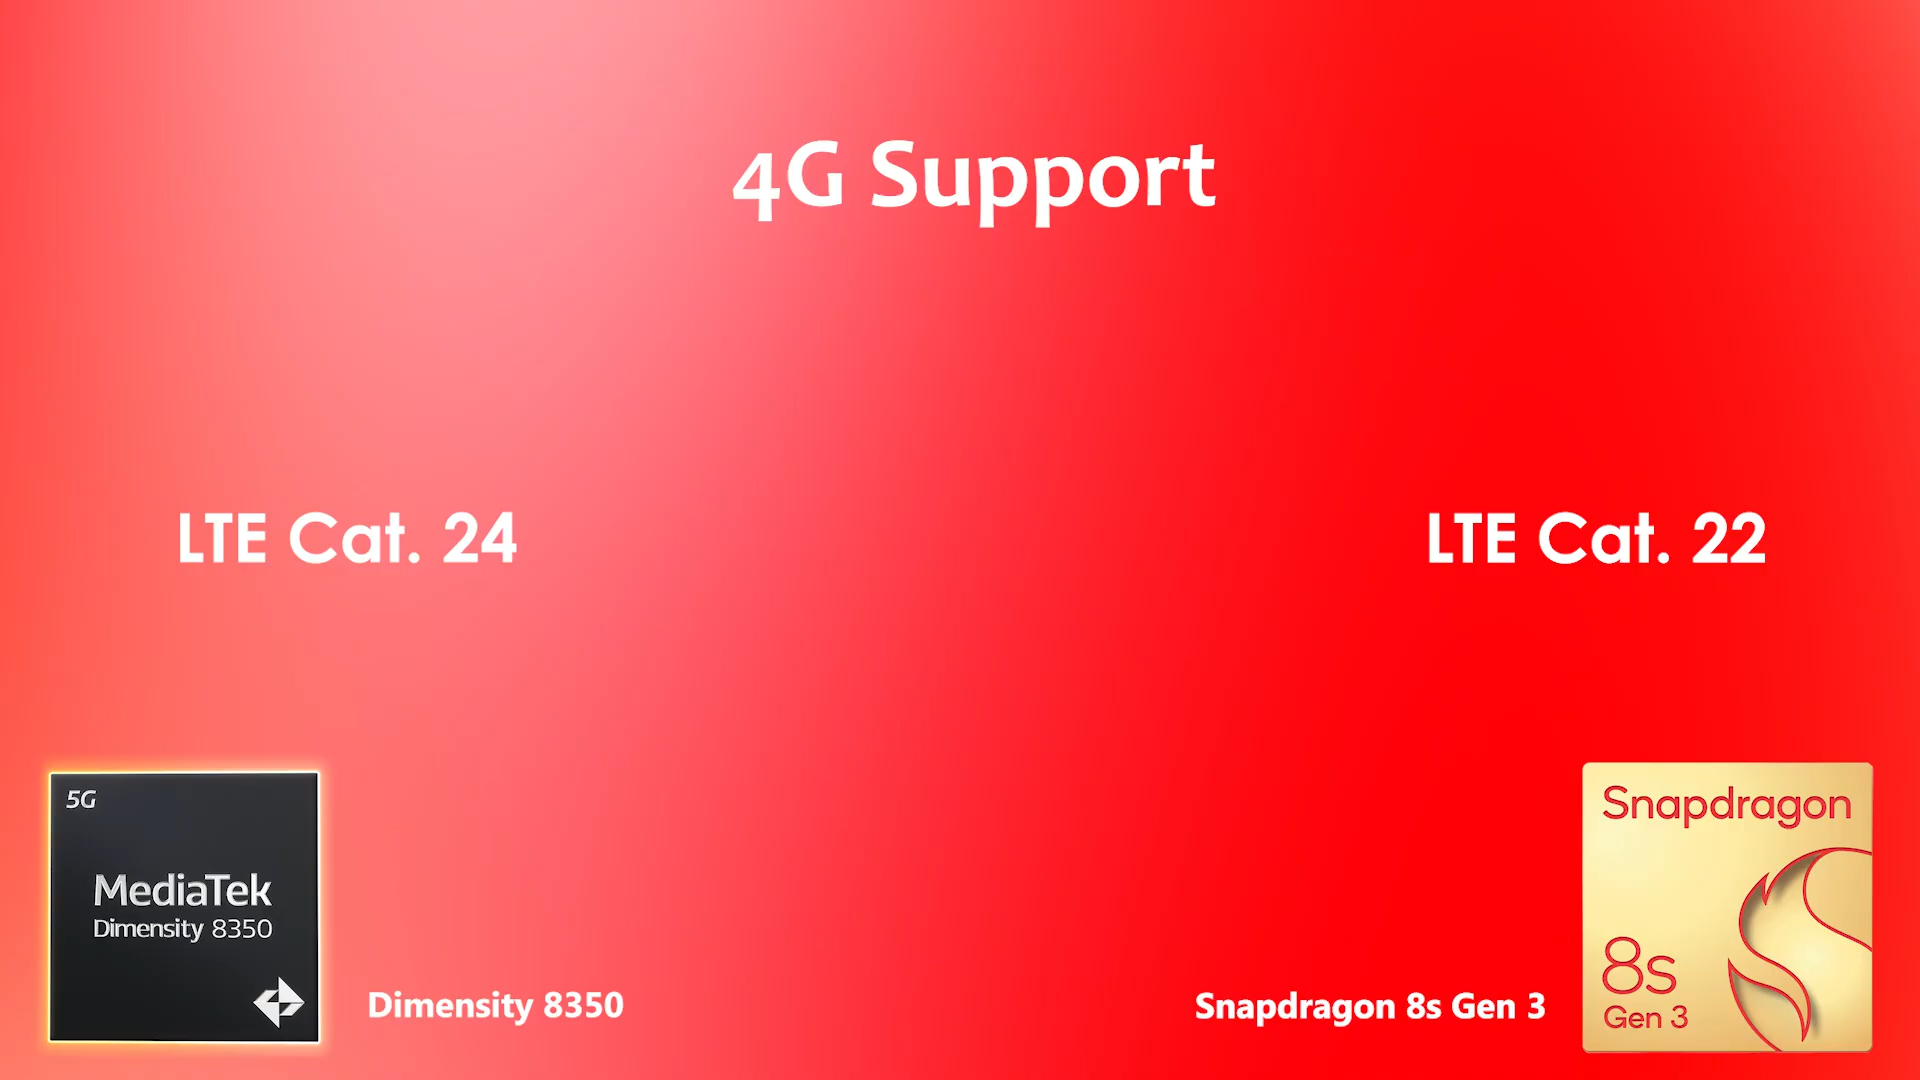 4G Support
LTE Cat. 24
LTE Cat. 22
5G
MediaTek
Dimensity 8350
Dimensity 8350
Snapdragon 8s Gen 3
Snapdragon
8s
Gen 3